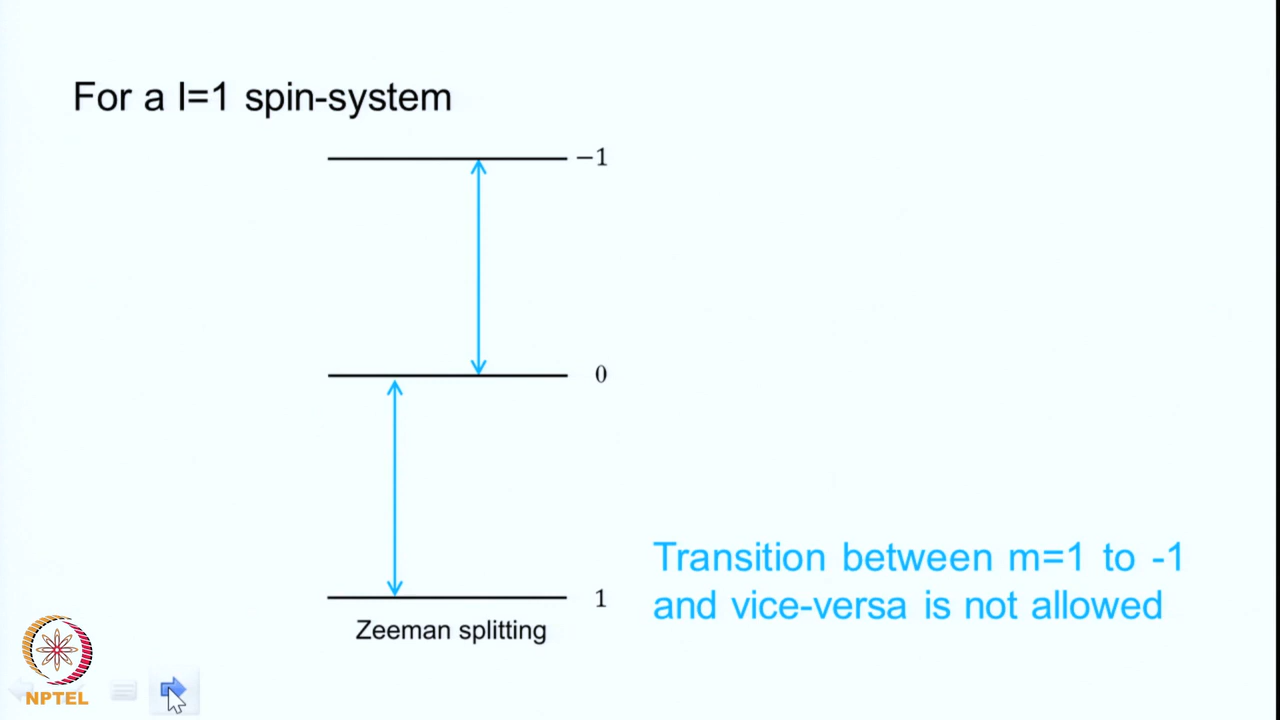 For a I=1 spin-system
−1
0
1
Zeeman splitting
Transition between m=1 to -1
and vice-versa is not allowed
NPTEL